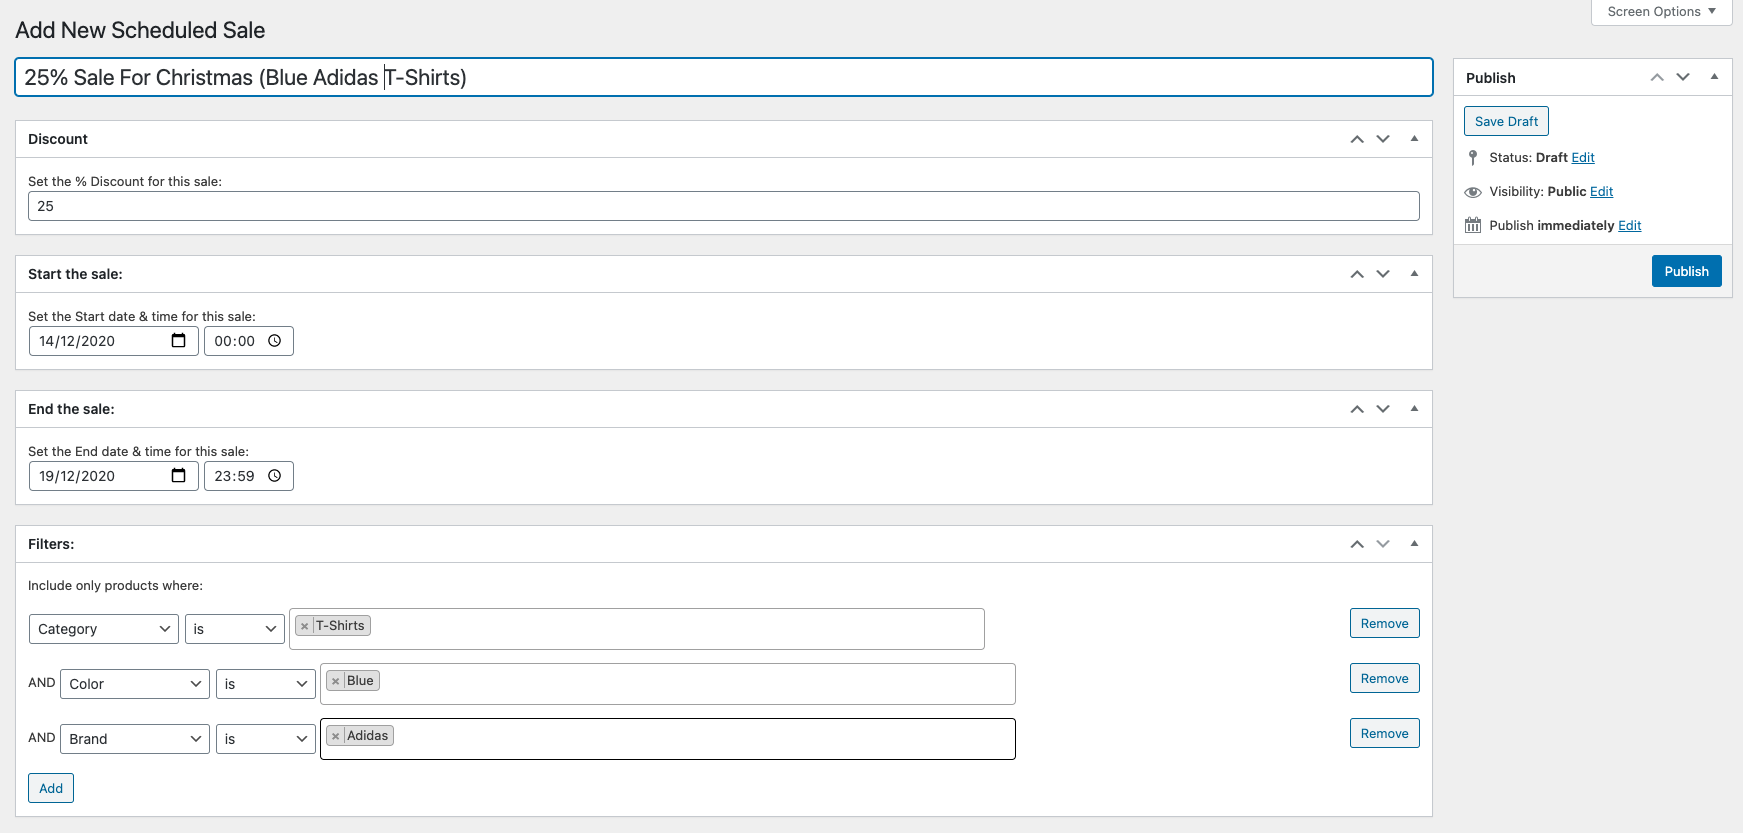 Screen Options
Add New Scheduled Sale
25% Sale For Christmas (Blue Adidas T-Shirts)
Discount
Set the % Discount for this sale:
25
Start the sale:
Set the Start date & time for this sale:
14/12/2020 00:00
End the sale:
Set the End date & time for this sale:
19/12/2020 23:59
Filters:
Include only products where:
Category is × T-Shirts Remove
AND Color is × Blue Remove
AND Brand is × Adidas Remove
Add
Publish
Save Draft
Status: Draft Edit
Visibility: Public Edit
Publish immediately Edit
Publish